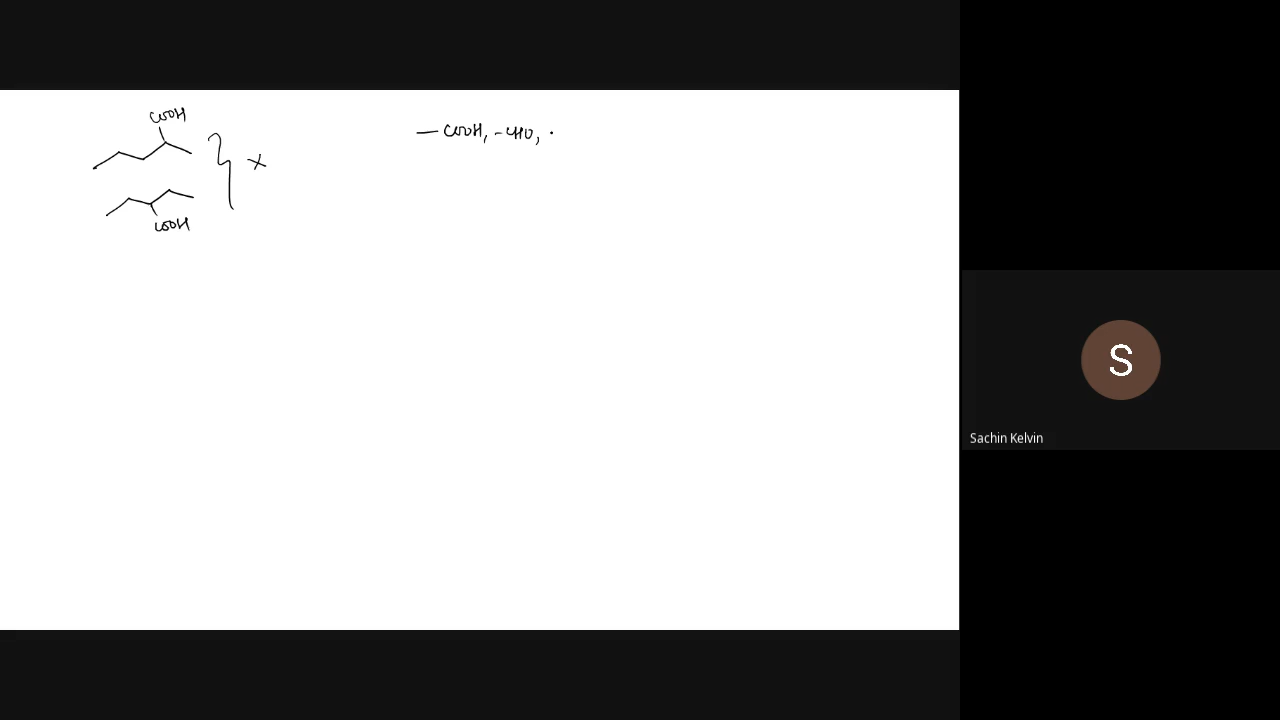 COOH
— COOH, -CHO, .
x
COOH
S
Sachin Kelvin